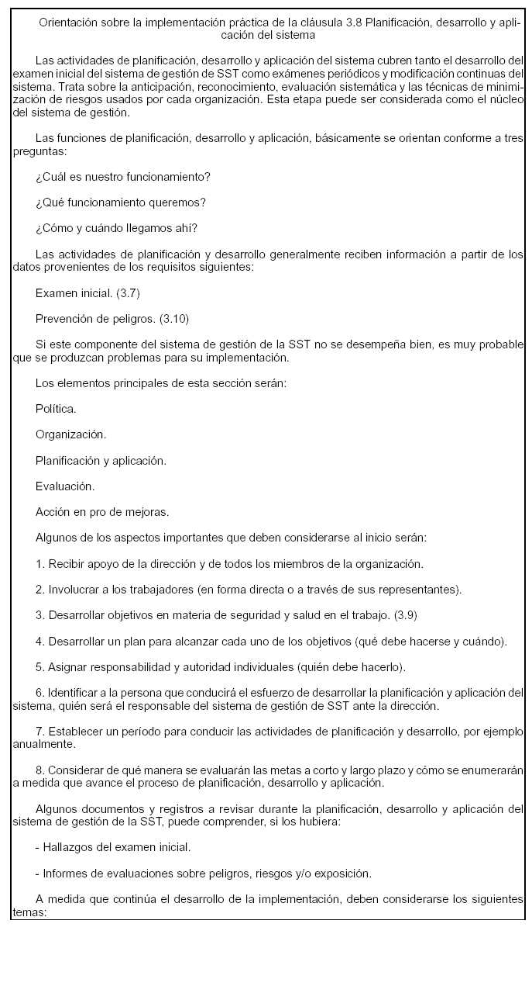 Orientación sobre la implementación práctica de la cláusula 3.8 Planificación, desarrollo y apli-
cación del sistema
Las actividades de planificación, desarrollo y aplicación del sistema cubren tanto el desarrollo del
examen inicial del sistema de gestión de SST como exámenes periódicos y modificación continuas del
sistema. Trata sobre la anticipación, reconocimiento, evaluación sistemática y las técnicas de minimi-
zación de riesgos usados por cada organización. Esta etapa puede ser considerada como el núcleo
del sistema de gestión.
Las funciones de planificación, desarrollo y aplicación, básicamente se orientan conforme a tres
preguntas:
¿Cuál es nuestro funcionamiento?
¿Qué funcionamiento queremos?
¿Cómo y cuándo llegamos ahí?
Las actividades de planificación y desarrollo generalmente reciben información a partir de los
datos provenientes de los requisitos siguientes:
Examen inicial. (3.7)
Prevención de peligros. (3.10)
Si este componente del sistema de gestión de la SST no se desempeña bien, es muy probable
que se produzcan problemas para su implementación.
Los elementos principales de esta sección serán:
Política.
Organización.
Planificación y aplicación.
Evaluación.
Acción en pro de mejoras.
Algunos de los aspectos importantes que deben considerarse al inicio serán:
1. Recibir apoyo de la dirección y de todos los miembros de la organización.
2. Involucrar a los trabajadores (en forma directa o a través de sus representantes).
3. Desarrollar objetivos en materia de seguridad y salud en el trabajo. (3.9)
4. Desarrollar un plan para alcanzar cada uno de los objetivos (qué debe hacerse y cuándo).
5. Asignar responsabilidad y autoridad individuales (quién debe hacerlo).
6. Identificar a la persona que conducirá el esfuerzo de desarrollar la planificación y aplicación del
sistema, quién será el responsable del sistema de gestión de SST ante la dirección.
7. Establecer un período para conducir las actividades de planificación y desarrollo, por ejemplo
anualmente.
8. Considerar de qué manera se evaluarán las metas a corto y largo plazo y cómo se enumerarán
a medida que avance el proceso de planificación, desarrollo y aplicación.
Algunos documentos y registros a revisar durante la planificación, desarrollo y aplicación del
sistema de gestión de la SST, puede comprender, si los hubiera:
- Hallazgos del examen inicial.
- Informes de evaluaciones sobre peligros, riesgos y/o exposición.
A medida que continúa el desarrollo de la implementación, deben considerarse los siguientes
temas: